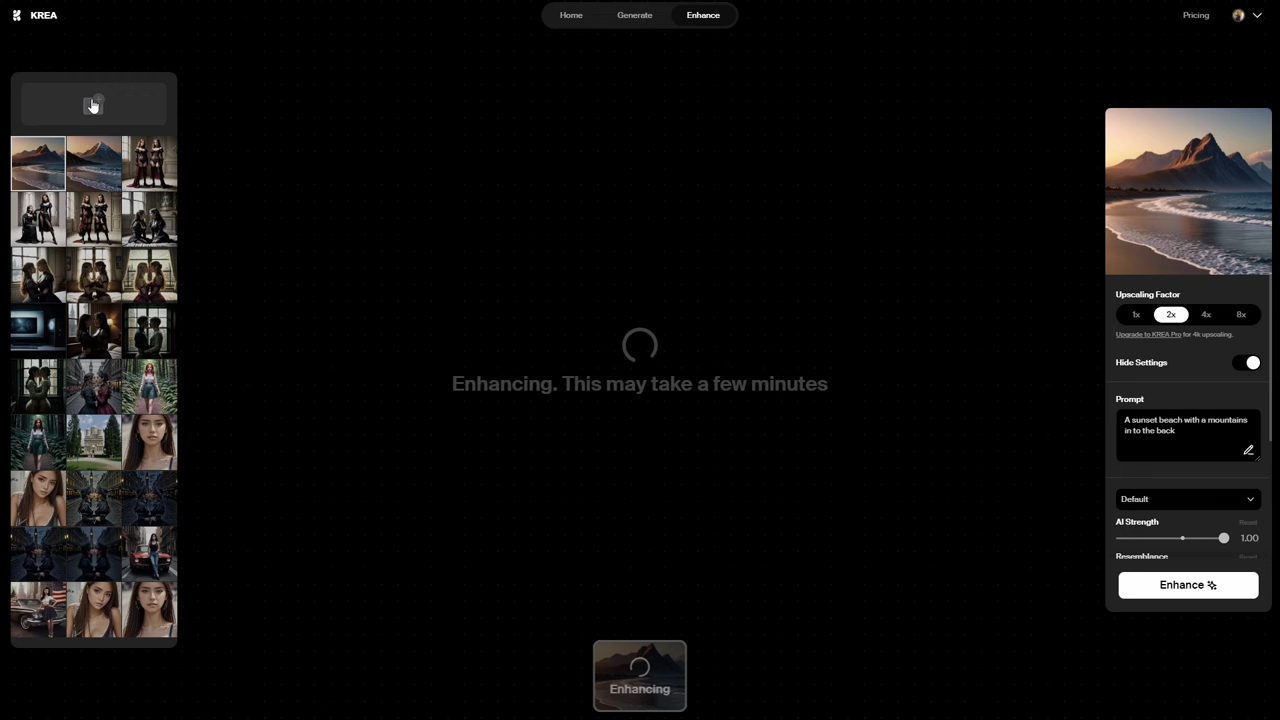 KREA
Home
Generate
Enhance
Pricing
Enhancing. This may take a few minutes
Upscaling Factor
1x
2x
4x
8x
Upgrade to KREA Pro for 4k upscaling.
Hide Settings
Prompt
A sunset beach with a mountains
in to the back
Default
AI Strength
Reset
1.00
Resemblance
Reset
Enhance
Enhancing